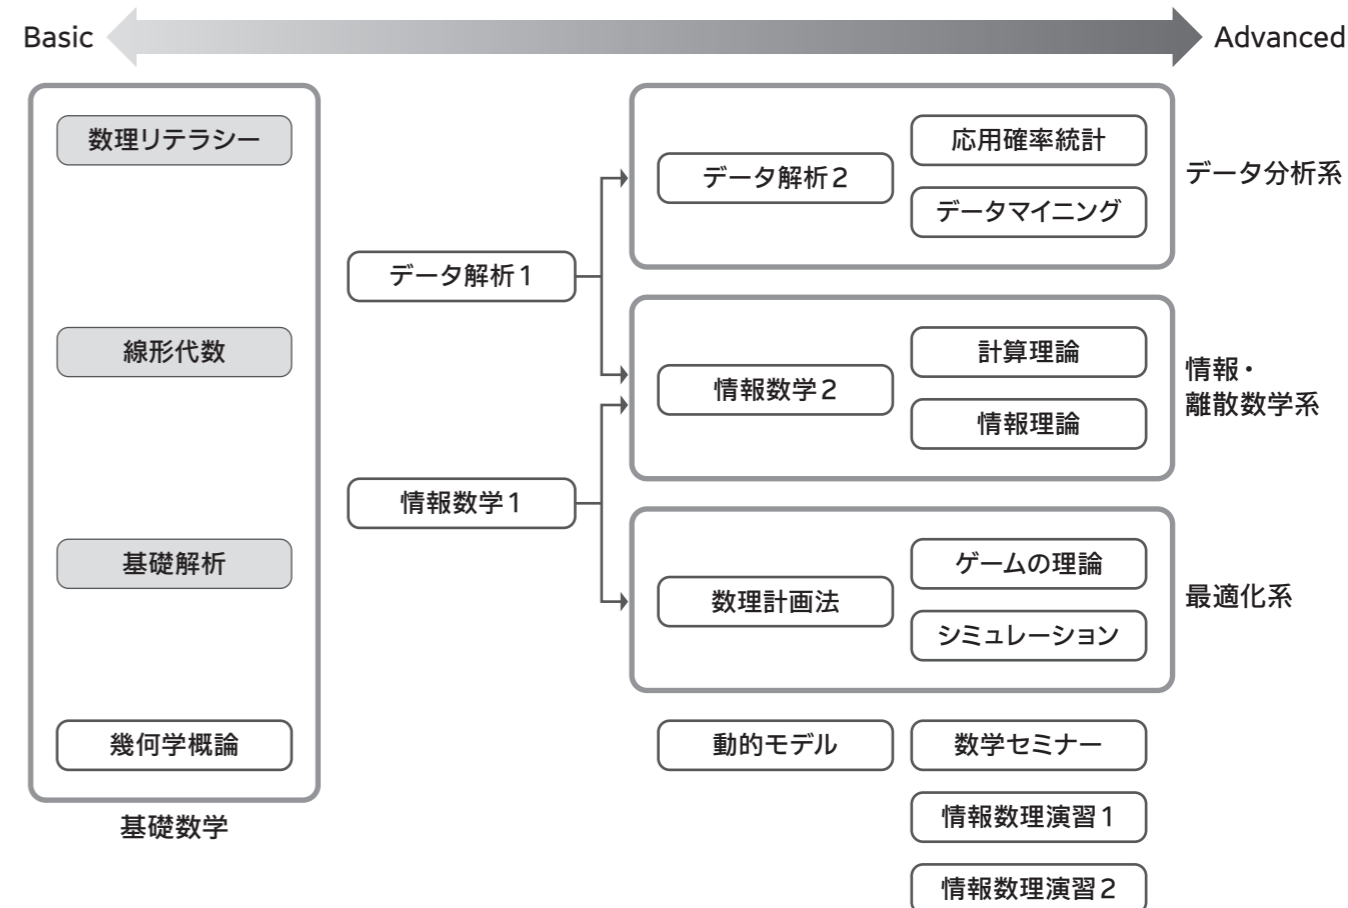 Basic
Advanced
数理リテラシー
線形代数
基礎解析
幾何学概論
基礎数学
データ解析1
情報数学1
データ解析2
応用確率統計
データマイニング
データ分析系
情報数学2
計算理論
情報理論
情報・
離散数学系
数理計画法
ゲームの理論
シミュレーション
最適化系
動的モデル
数学セミナー
情報数理演習1
情報数理演習2